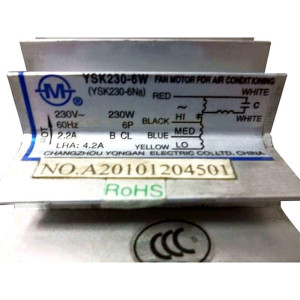 M
YSK230-6W FAN MOTOR FOR AIR CONDITIONING
(YSK230-6Na)
RED WHITE
230V~ 230W
60Hz 6P
2.2A B CL
LRA: 4.2A
BLACK HI C
WHITE
BLUE MED
YELLOW LO
CHANGZHOU YONGAN ELECTRIC CO.,LTD, CHINA.
NO.A20101204501
RoHS
CCC